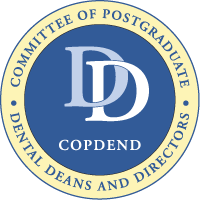 COMMITTEE OF POSTGRADUATE
DD
COPDEND
• DENTAL DEANS AND DIRECTORS •